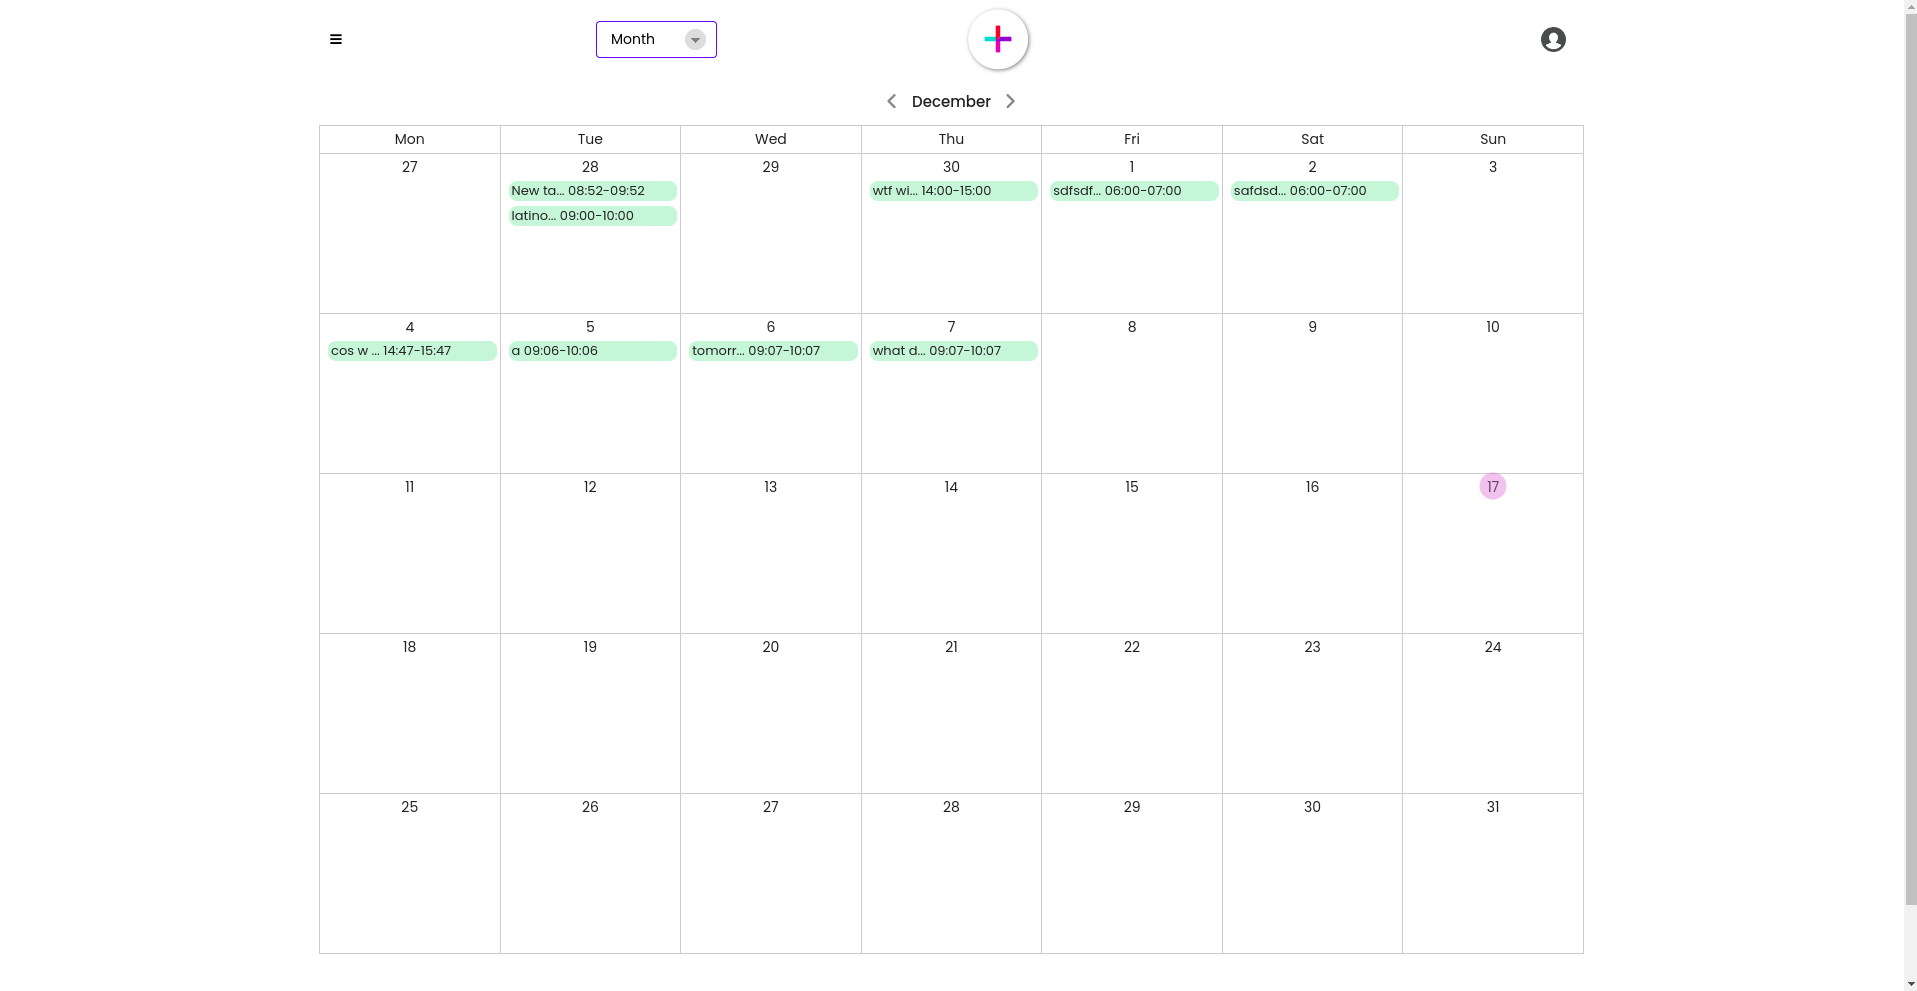 Month
December
Mon Tue Wed Thu Fri Sat Sun
27 28 29 30 1 2 3
New ta... 08:52-09:52 wtf wi... 14:00-15:00 sdfsdf... 06:00-07:00 safdsd... 06:00-07:00
latino... 09:00-10:00
4 5 6 7 8 9 10
cos w ... 14:47-15:47 a 09:06-10:06 tomorr... 09:07-10:07 what d... 09:07-10:07
11 12 13 14 15 16 17
18 19 20 21 22 23 24
25 26 27 28 29 30 31